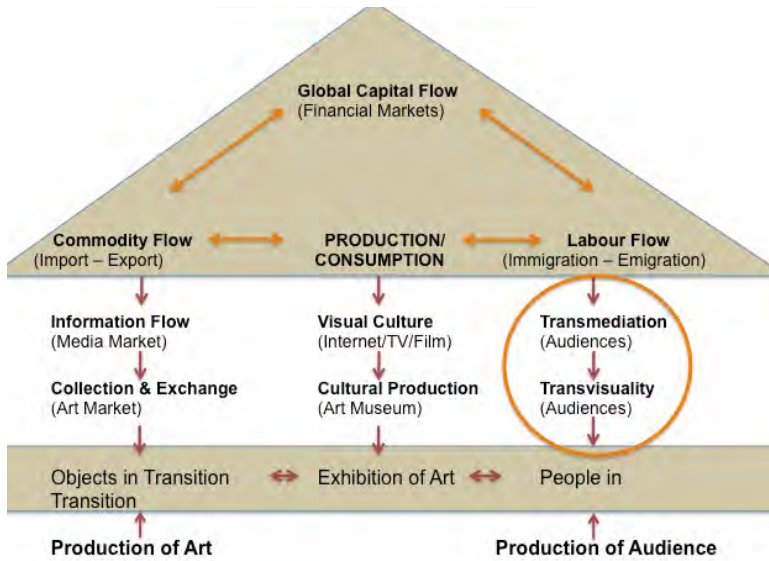 Global Capital Flow
(Financial Markets)
Commodity Flow
(Import – Export)
PRODUCTION/
CONSUMPTION
Labour Flow
(Immigration – Emigration)
Information Flow
(Media Market)
Visual Culture
(Internet/TV/Film)
Transmediation
(Audiences)
Collection & Exchange
(Art Market)
Cultural Production
(Art Museum)
Transvisuality
(Audiences)
Objects in Transition
Transition
Exhibition of Art
People in
Production of Art
Production of Audience